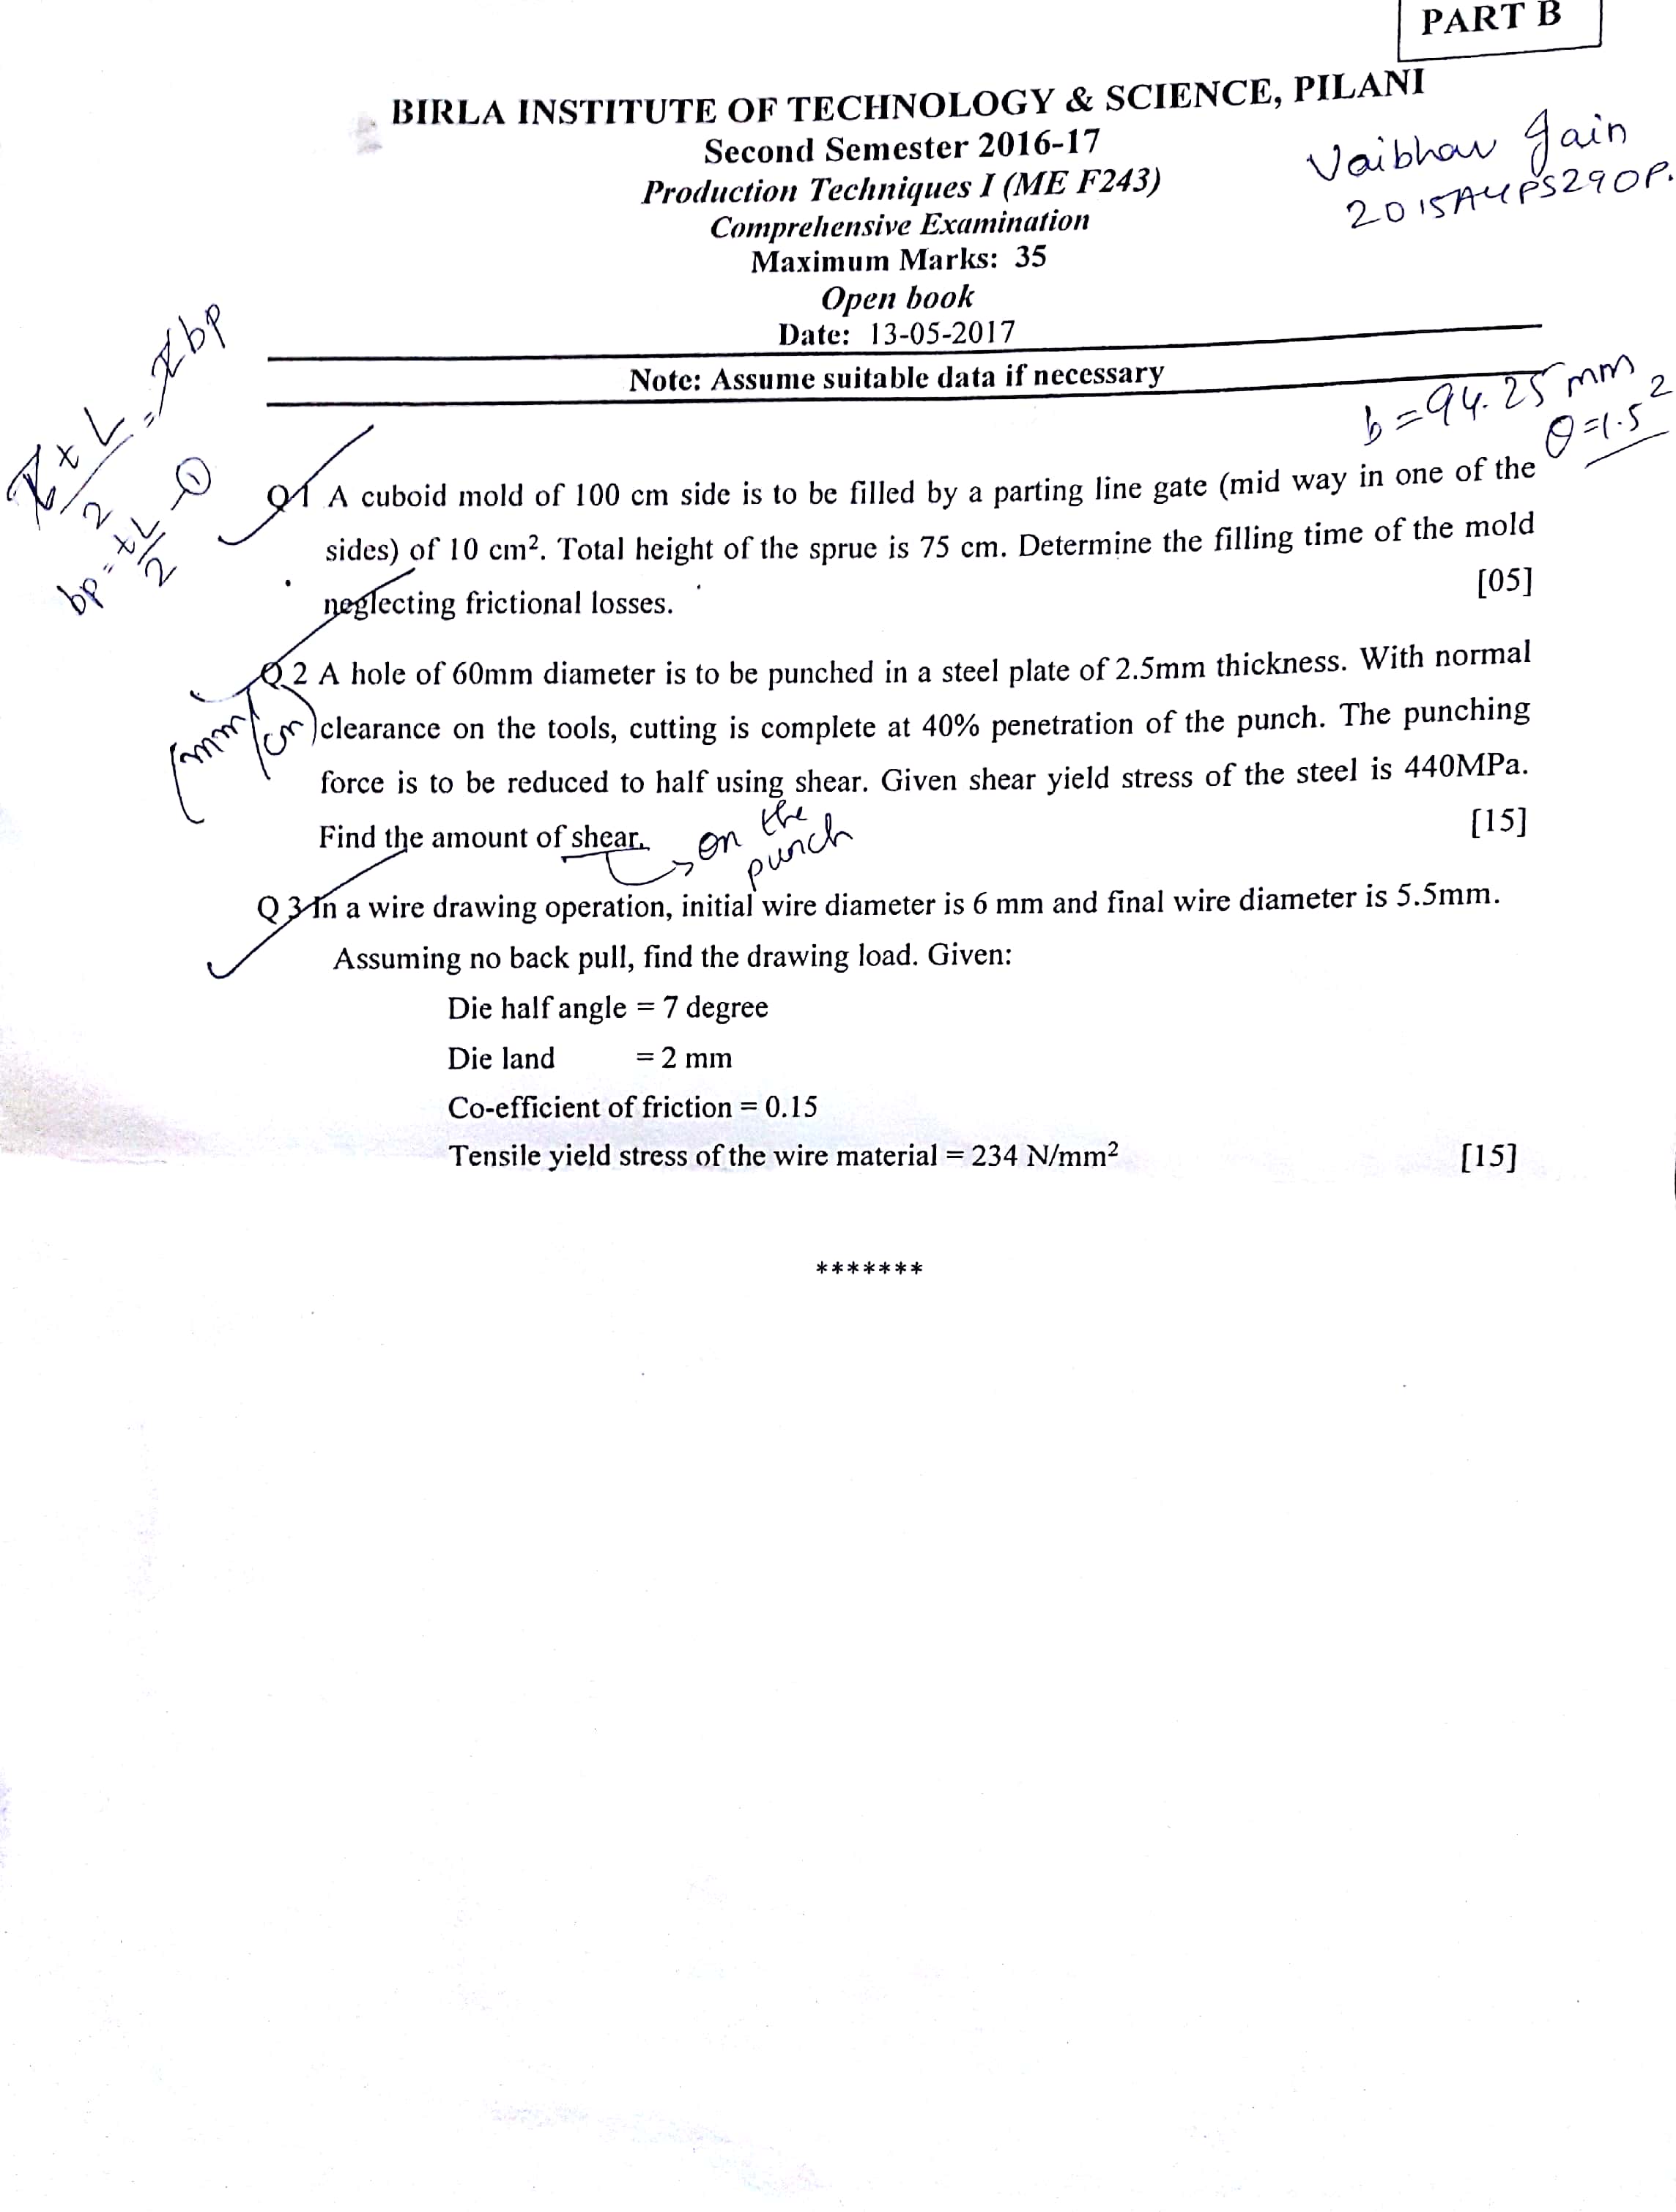 PART B
BIRLA INSTITUTE OF TECHNOLOGY & SCIENCE, PILANI
Second Semester 2016-17
Production Techniques I (ME F243)
Comprehensive Examination
Maximum Marks: 35
Open book
Date: 13-05-2017
Vaibhav Jain
2015A4PS290P.
Note: Assume suitable data if necessary
b = 94.25 mm
θ = 1.5
2
bp = tL/2 ①
Q1 A cuboid mold of 100 cm side is to be filled by a parting line gate (mid way in one of the
sides) of 10 cm². Total height of the sprue is 75 cm. Determine the filling time of the mold
neglecting frictional losses. [05]
Q 2 A hole of 60mm diameter is to be punched in a steel plate of 2.5mm thickness. With normal
(mm/cm)
clearance on the tools, cutting is complete at 40% penetration of the punch. The punching
force is to be reduced to half using shear. Given shear yield stress of the steel is 440MPa.
Find the amount of shear. [15]
on the
punch
Q 3 In a wire drawing operation, initial wire diameter is 6 mm and final wire diameter is 5.5mm.
Assuming no back pull, find the drawing load. Given:
Die half angle = 7 degree
Die land = 2 mm
Co-efficient of friction = 0.15
Tensile yield stress of the wire material = 234 N/mm² [15]
*******